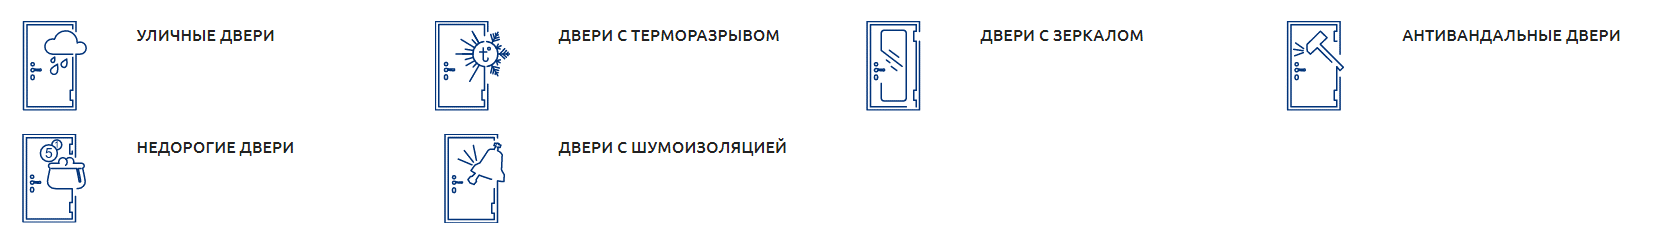 УЛИЧНЫЕ ДВЕРИ
ДВЕРИ С ТЕРМОРАЗРЫВОМ
ДВЕРИ С ЗЕРКАЛОМ
АНТИВАНДАЛЬНЫЕ ДВЕРИ
НЕДОРОГИЕ ДВЕРИ
ДВЕРИ С ШУМОИЗОЛЯЦИЕЙ